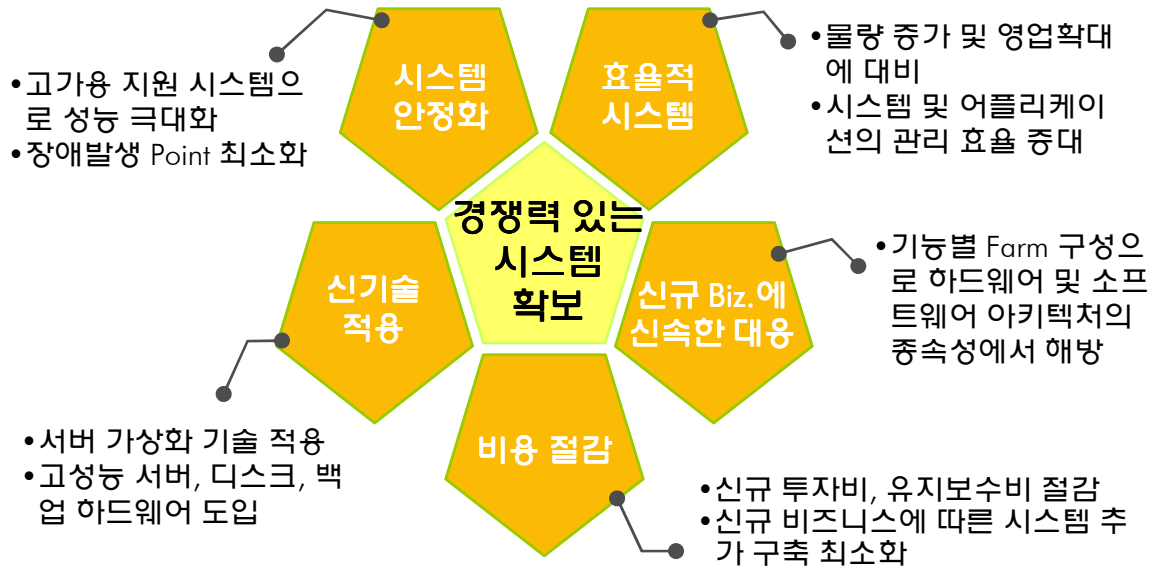 시스템
안정화
•고가용 지원 시스템으
로 성능 극대화
•장애발생 Point 최소화
효율적
시스템
•물량 증가 및 영업확대
에 대비
•시스템 및 어플리케이
션의 관리 효율 증대
경쟁력 있는
시스템
확보
신기술
적용
•서버 가상화 기술 적용
•고성능 서버, 디스크, 백
업 하드웨어 도입
신규 Biz.에
신속한 대응
•기능별 Farm 구성으
로 하드웨어 및 소프
트웨어 아키텍처의
종속성에서 해방
비용 절감
•신규 투자비, 유지보수비 절감
•신규 비즈니스에 따른 시스템 추
가 구축 최소화